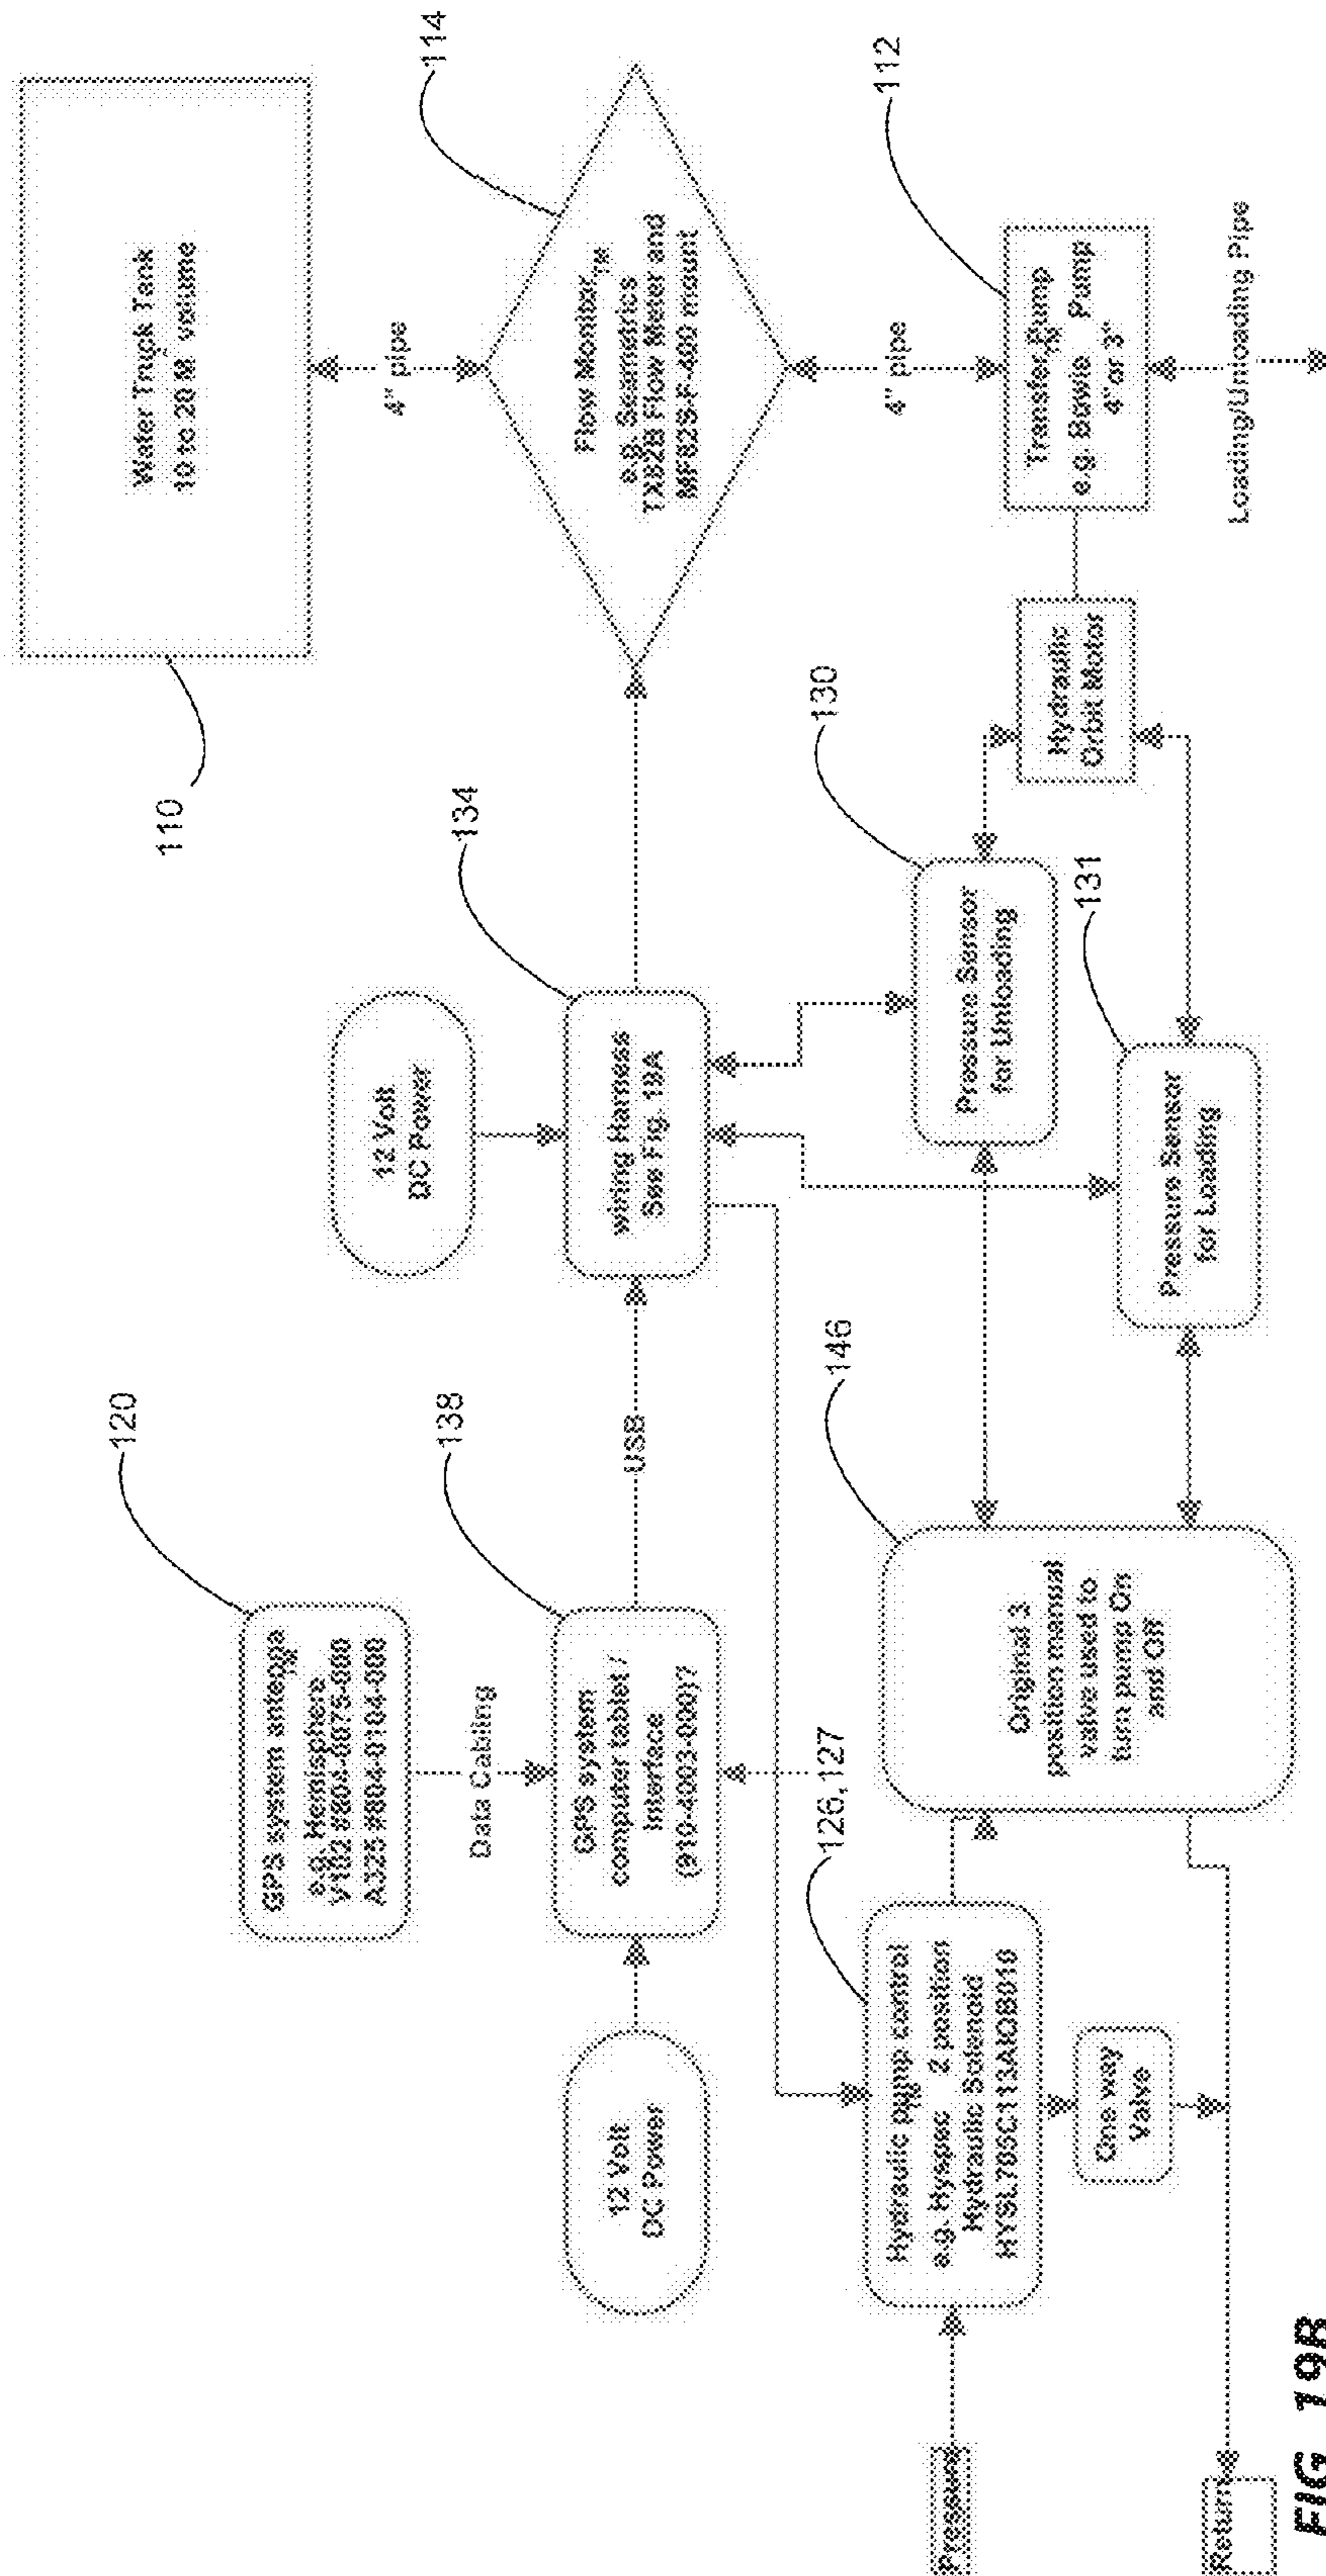 110
Water Truck Tank
10 to 20 M volume
4" pipe
114
Flow Monitor
e.g. Seametrics
TX82B Flow Meter and
MF82S-F-400 mount
4" pipe
112
Transfer Pump
e.g. Bowie Pump
4" or 3"
Loading/Unloading Pipe
Hydraulic
Orbit Motor
12 Volt
DC Power
134
wiring Harness
See Fig. 19A
130
Pressure Sensor
for Unloading
131
Pressure Sensor
for Loading
120
GPS system antenna
e.g. Hemisphere
V102 #804-0075-000
A325 #804-0104-000
Data Cabling
138
GPS system
computer tablet /
Interface
USB
12 Volt
DC Power
146
Original 3
position manual
valve used to
turn pump On
and Off
126,127
Hydraulic pump control
e.g. Hyspec 2 position
Hydraulic Solenoid
One way
Valve
Pressure
Return
FIG. 19B